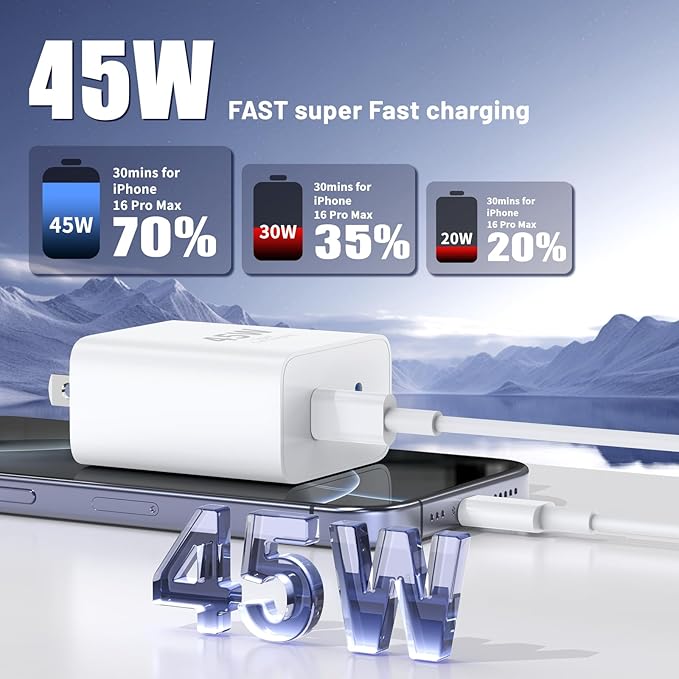 45W
FAST super Fast charging
45W
30mins for
iPhone
16 Pro Max
70%
30W
30mins for
iPhone
16 Pro Max
35%
20W
30mins for
iPhone
16 Pro Max
20%
45W
45W